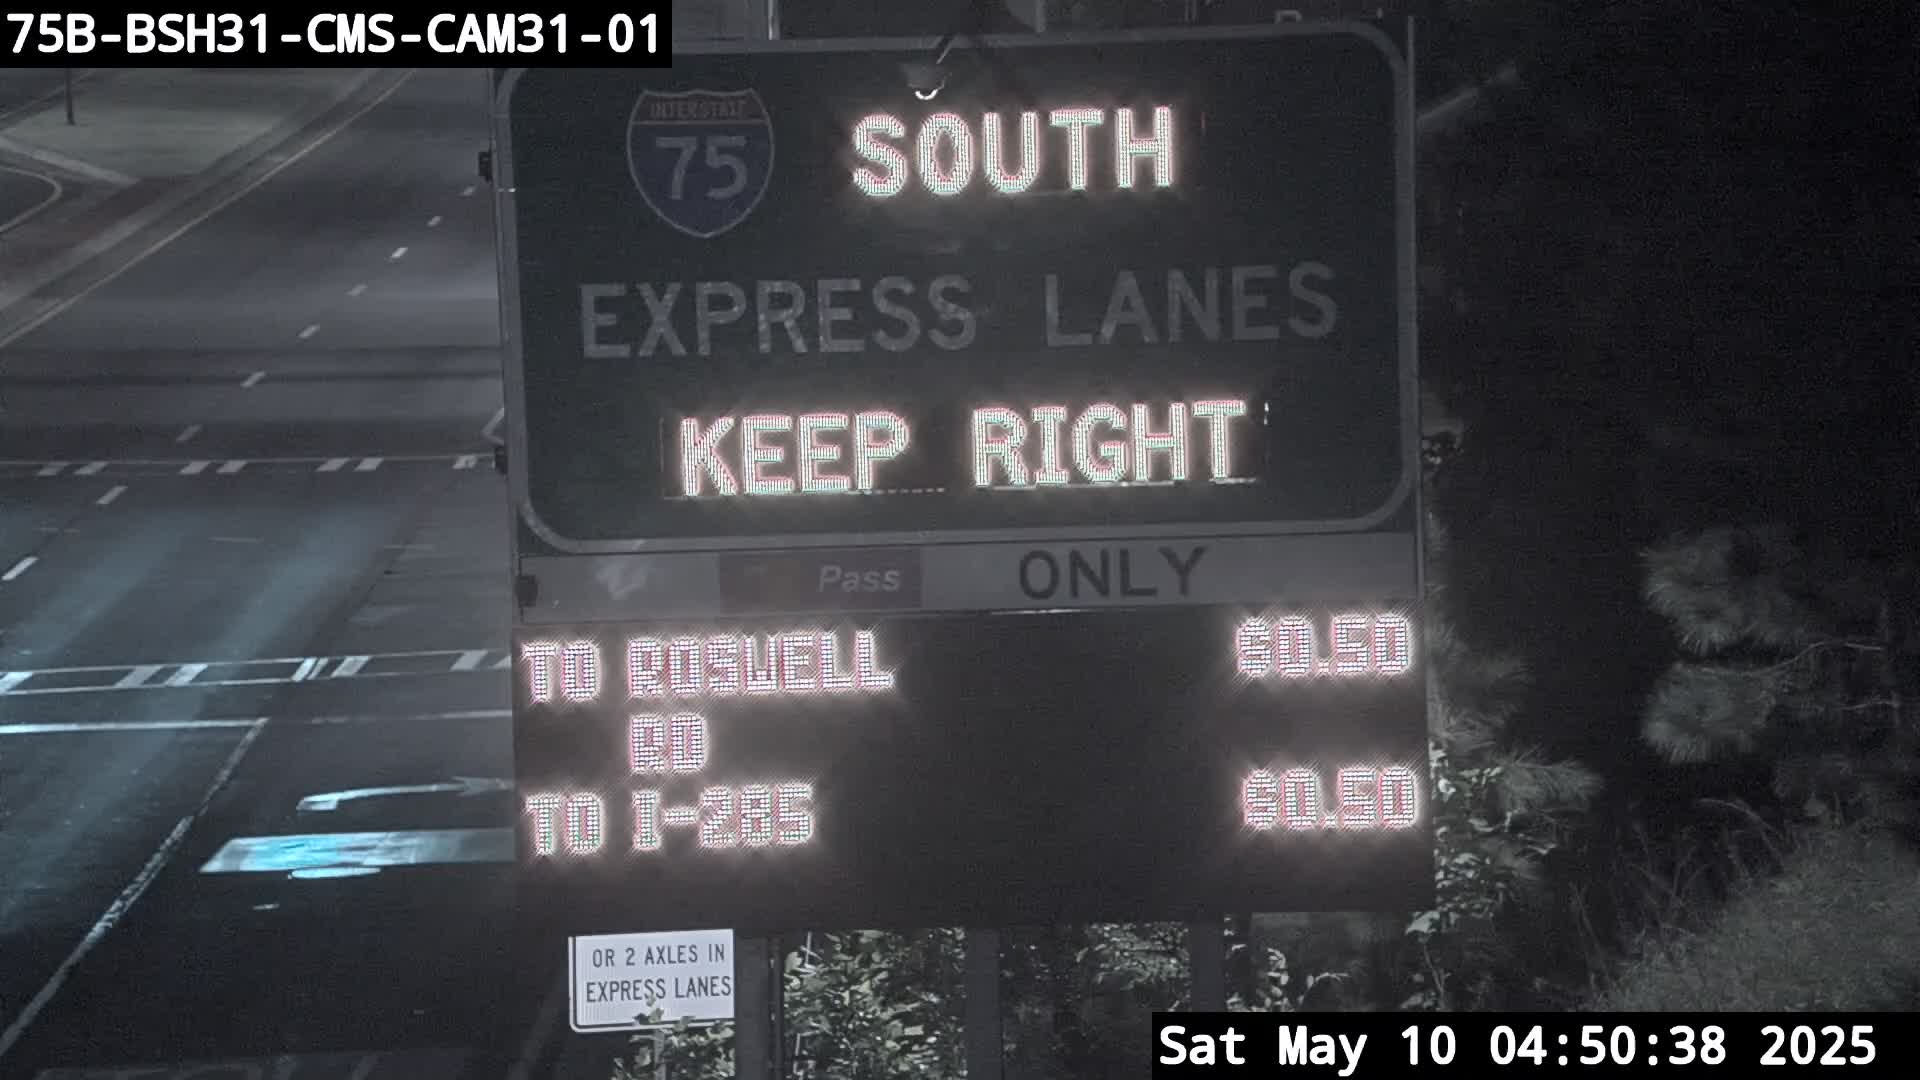 75B-BSH31-CMS-CAM31-01
INTERSTATE
75
SOUTH
EXPRESS LANES
KEEP RIGHT
Pass ONLY
TO ROSWELL $0.50
RD
TO I-285 $0.50
OR 2 AXLES IN
EXPRESS LANES
Sat May 10 04:50:38 2025